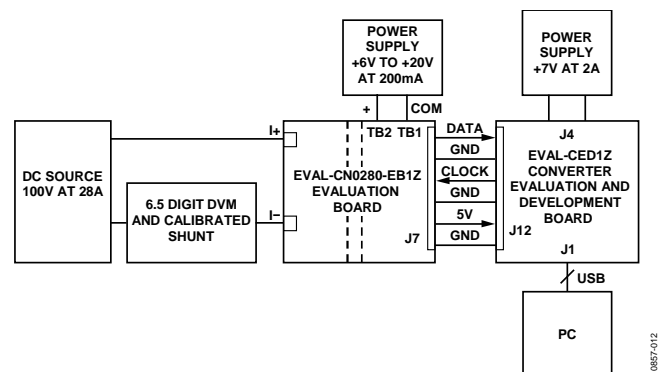 POWER
SUPPLY
+6V TO +20V
AT 200mA
POWER
SUPPLY
+7V AT 2A
+
COM
I+
TB2 TB1
DATA
J4
GND
DC SOURCE
100V AT 28A
EVAL-CN0280-EB1Z
EVALUATION
BOARD
CLOCK
GND
EVAL-CED1Z
CONVERTER
EVALUATION AND
DEVELOPMENT
BOARD
6.5 DIGIT DVM
AND CALIBRATED
SHUNT
I–
5V
J7
GND
J12
J1
USB
PC
0857-012